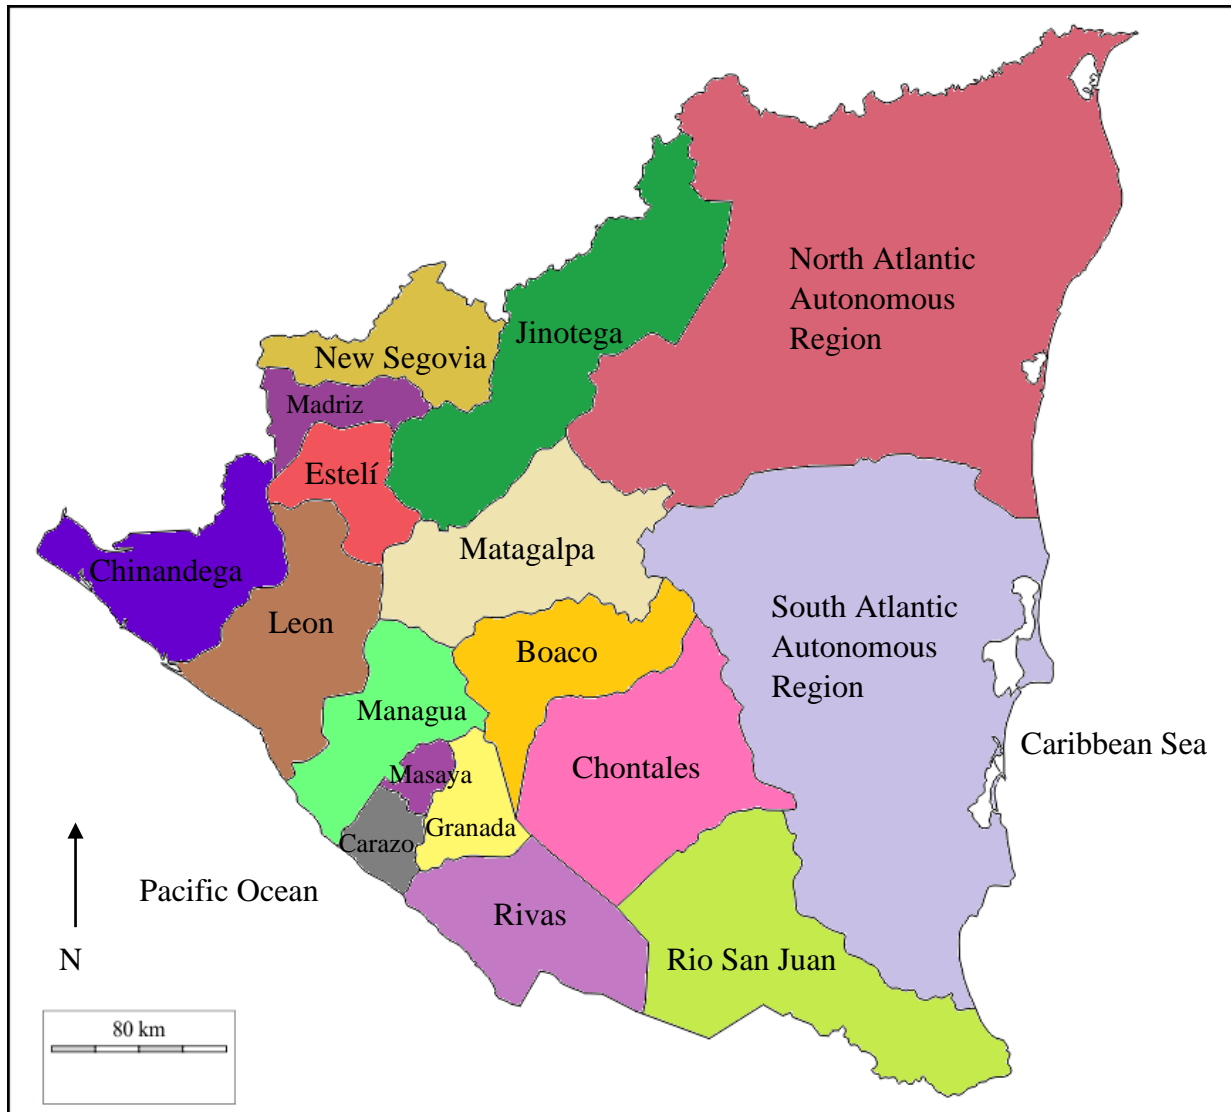 North Atlantic
Autonomous
Region
Jinotega
New Segovia
Madriz
Estelí
Matagalpa
Chinandega
South Atlantic
Autonomous
Region
Leon
Boaco
Managua
Caribbean Sea
Masaya
Chontales
Granada
Carazo
Pacific Ocean
Rivas
N
Rio San Juan
80 km